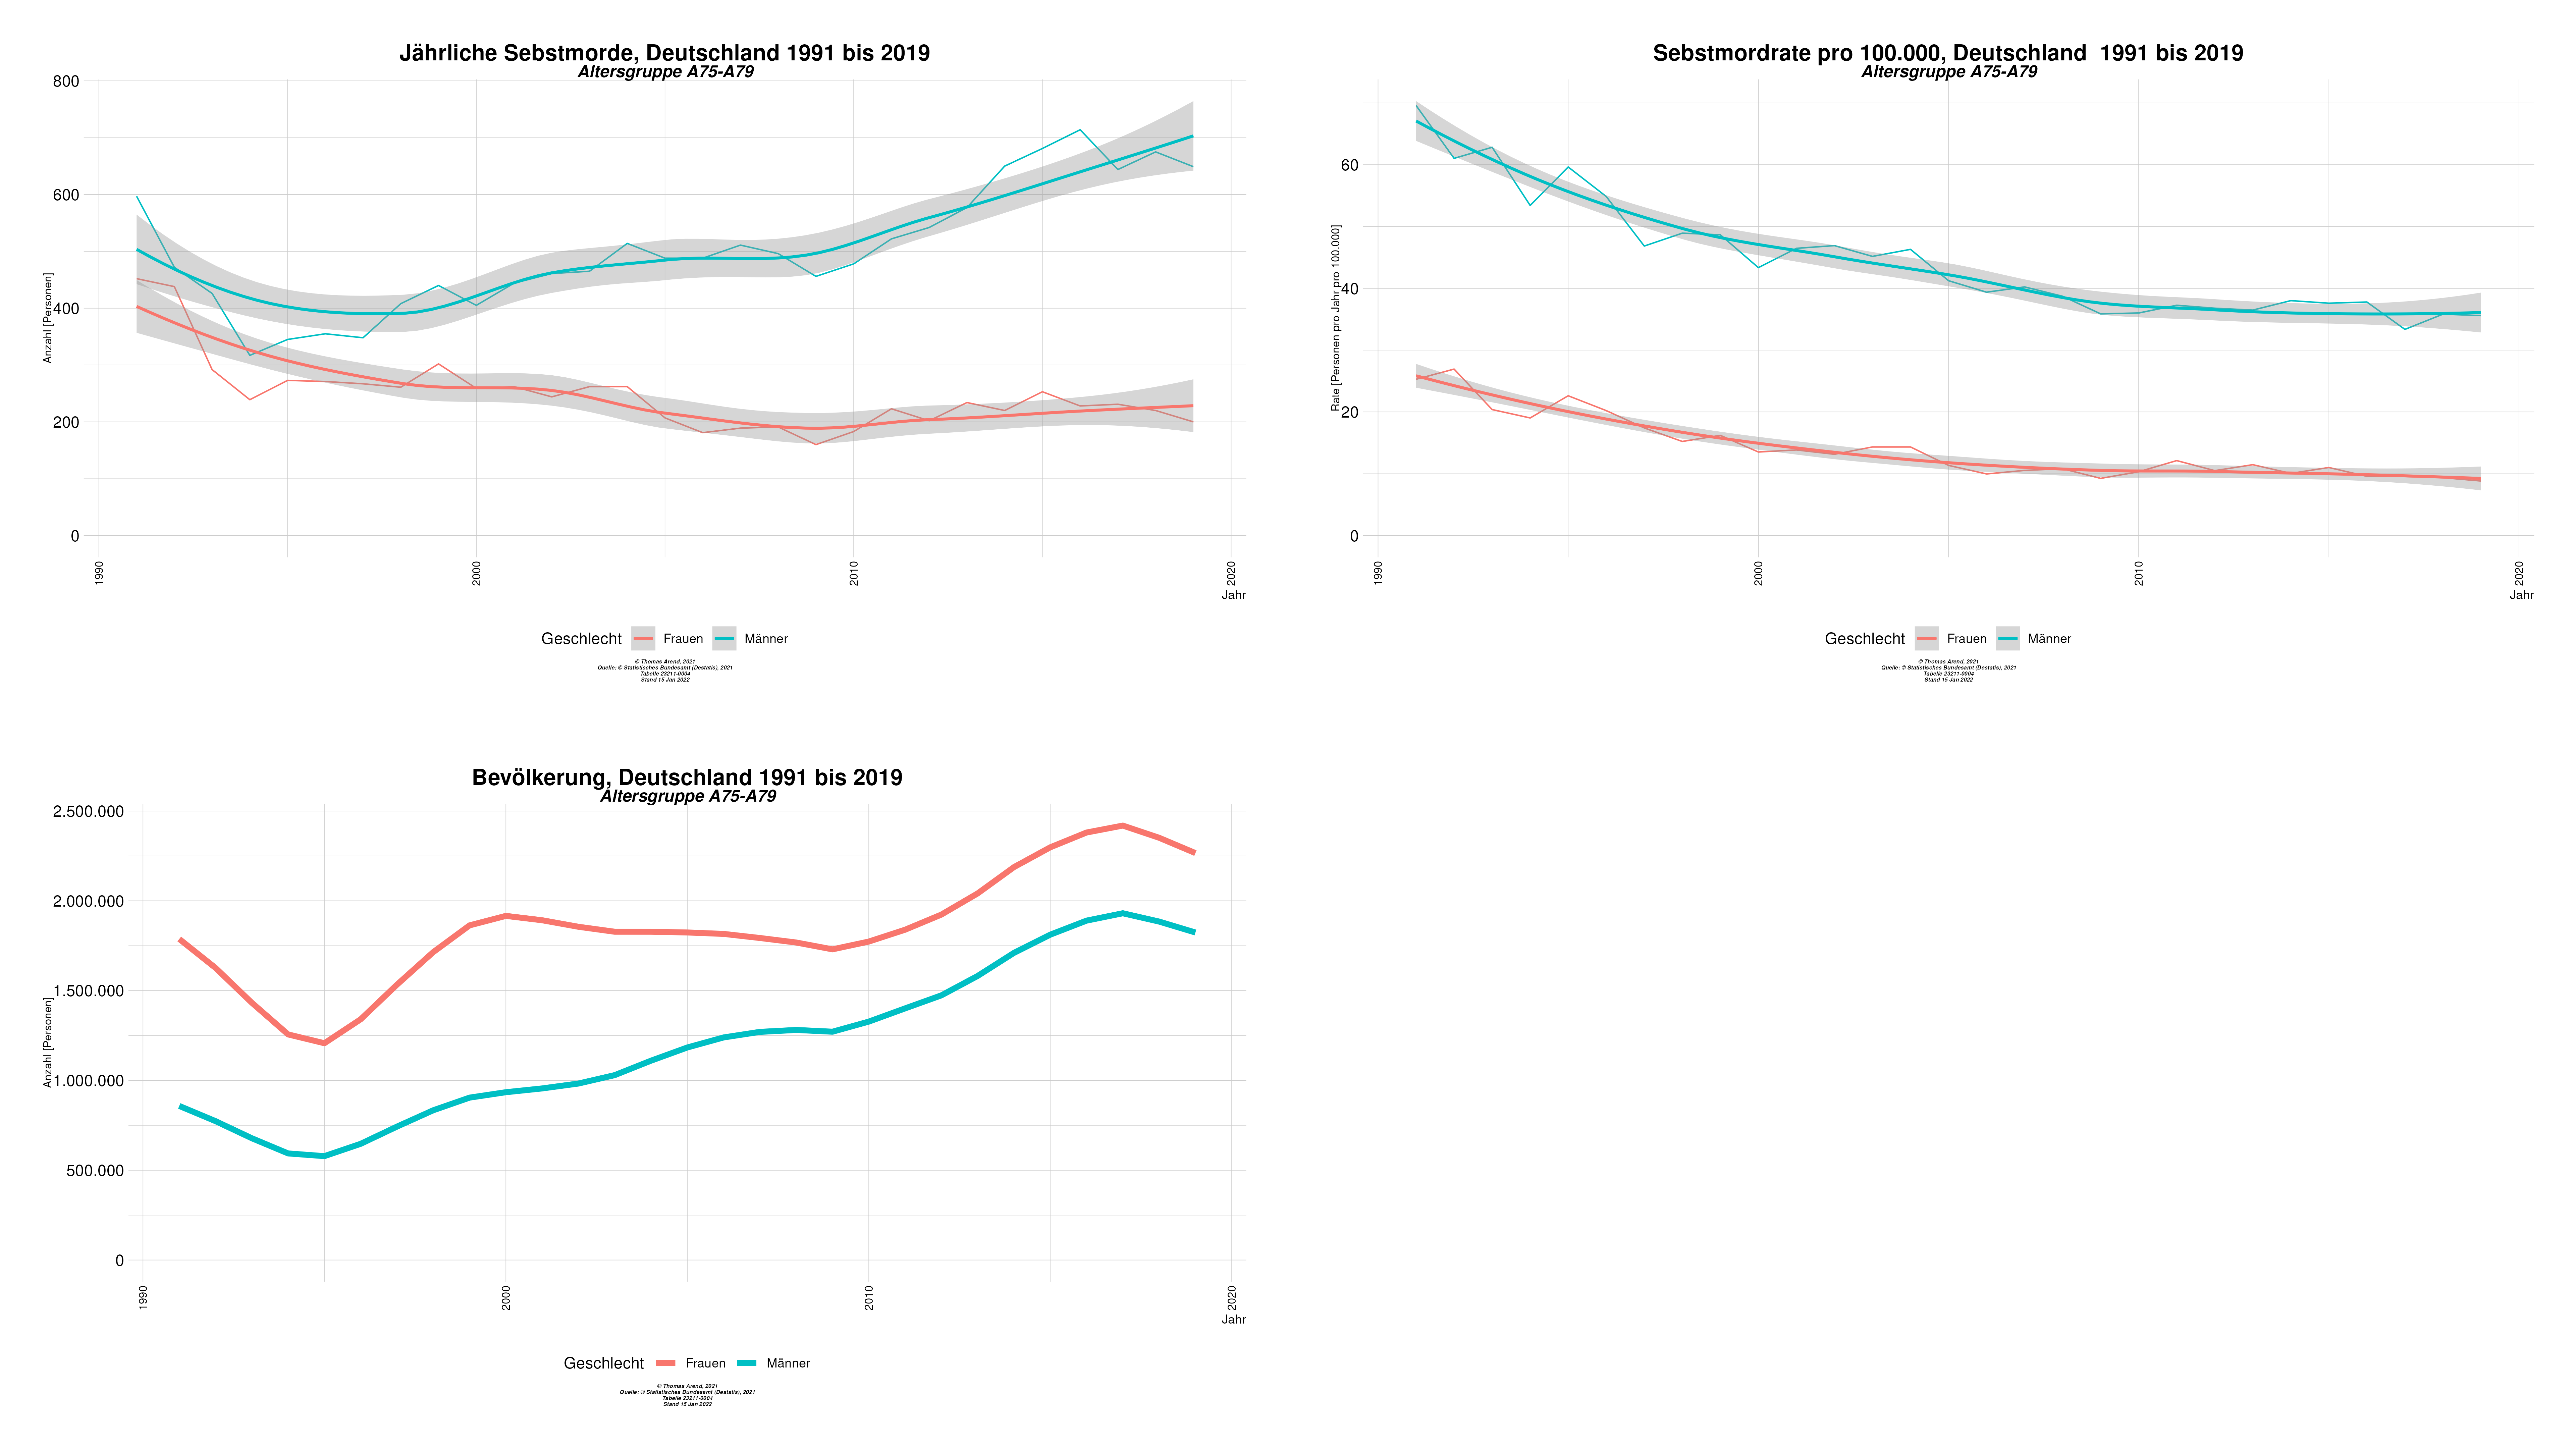 Jährliche Sebstmorde, Deutschland 1991 bis 2019
Altersgruppe A75-A79
Anzahl [Personen]
800
600
400
200
0
1990
2000
2010
2020
Jahr
Geschlecht Frauen Männer
© Thomas Arend, 2021
Quelle: © Statistisches Bundesamt (Destatis), 2021
Tabelle 23211-0004
Stand 15 Jan 2022
Sebstmordrate pro 100.000, Deutschland  1991 bis 2019
Altersgruppe A75-A79
Rate [Personen pro Jahr pro 100.000]
60
40
20
0
1990
2000
2010
2020
Jahr
Geschlecht Frauen Männer
© Thomas Arend, 2021
Quelle: © Statistisches Bundesamt (Destatis), 2021
Tabelle 23211-0004
Stand 15 Jan 2022
Bevölkerung, Deutschland 1991 bis 2019
Altersgruppe A75-A79
Anzahl [Personen]
2.500.000
2.000.000
1.500.000
1.000.000
500.000
0
1990
2000
2010
2020
Jahr
Geschlecht Frauen Männer
© Thomas Arend, 2021
Quelle: © Statistisches Bundesamt (Destatis), 2021
Tabelle 23211-0004
Stand 15 Jan 2022